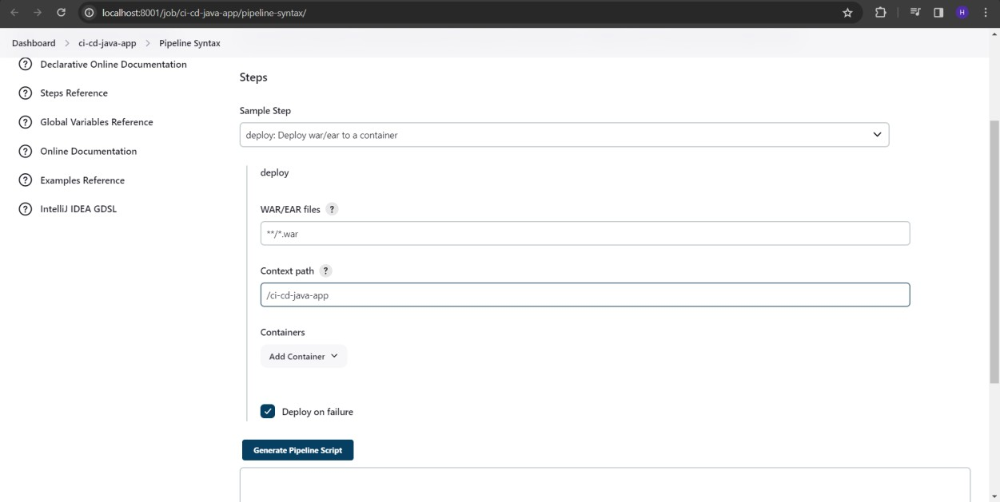 localhost:8001/job/ci-cd-java-app/pipeline-syntax/
H
Dashboard > ci-cd-java-app > Pipeline Syntax
? Declarative Online Documentation
? Steps Reference
? Global Variables Reference
? Online Documentation
? Examples Reference
? IntelliJ IDEA GDSL
Steps
Sample Step
deploy: Deploy war/ear to a container
deploy
WAR/EAR files ?
**/*.war
Context path ?
/ci-cd-java-app
Containers
Add Container
Deploy on failure
Generate Pipeline Script